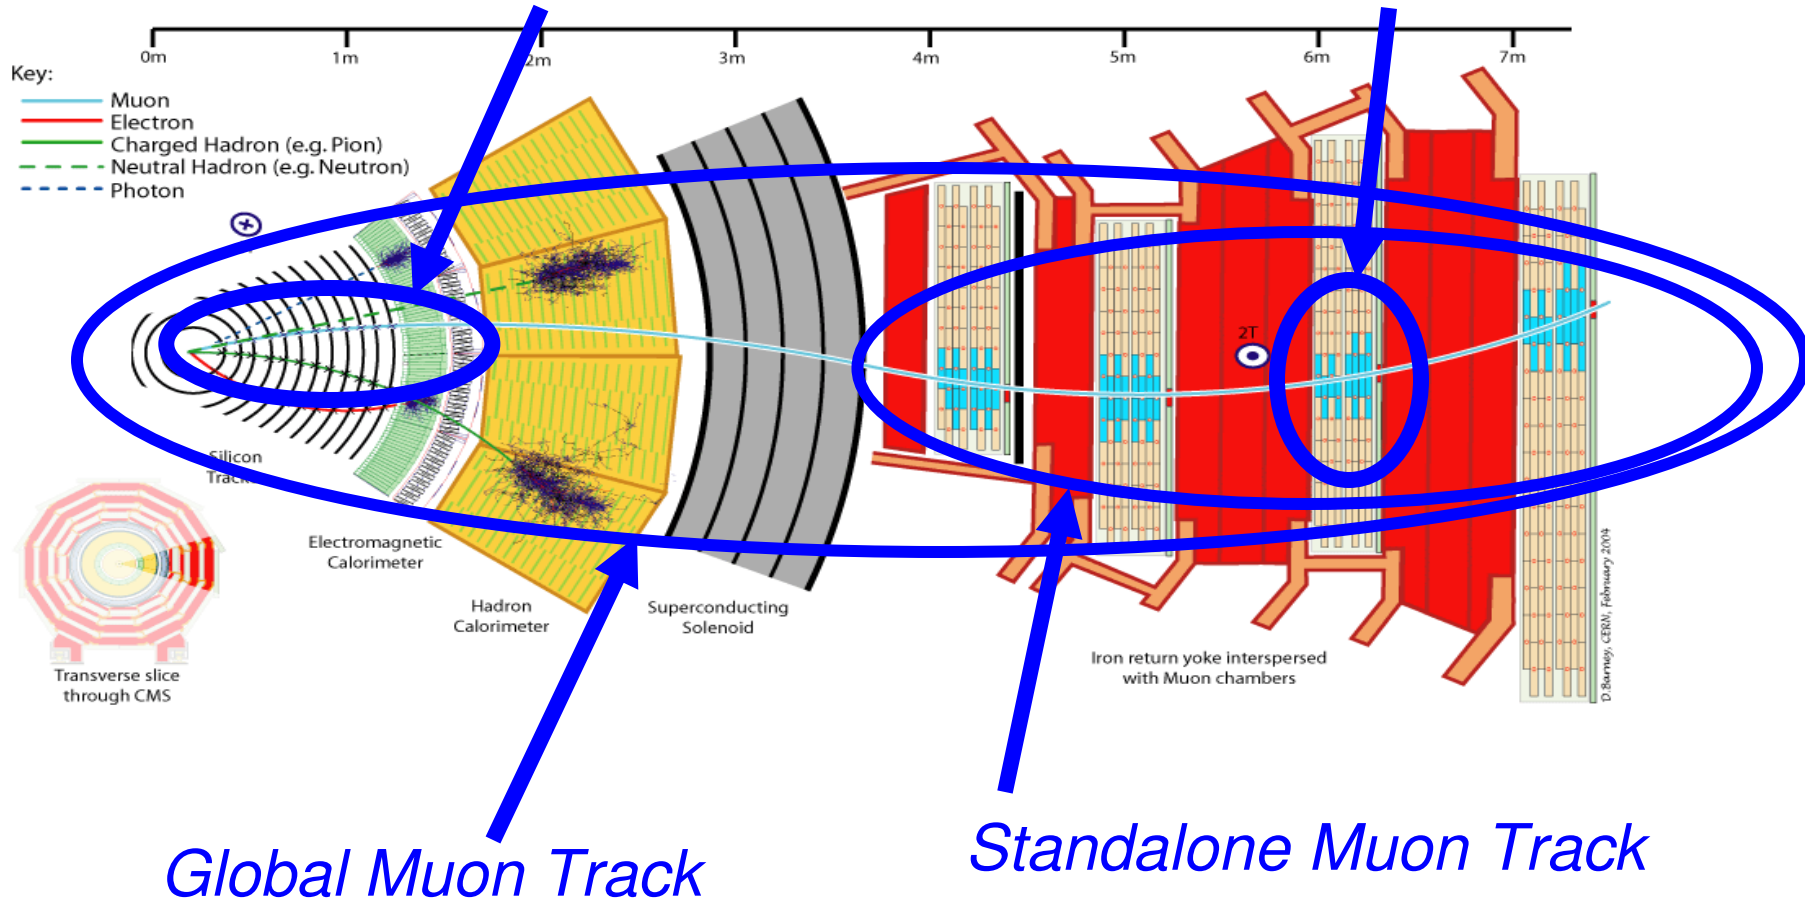 0m 1m 2m 3m 4m 5m 6m 7m
Key:
Muon
Electron
Charged Hadron (e.g. Pion)
Neutral Hadron (e.g. Neutron)
Photon
2T
Silicon
Electromagnetic
Calorimeter
Hadron
Calorimeter
Superconducting
Solenoid
Iron return yoke interspersed
with Muon chambers
Transverse slice
through CMS
D.Barney, CERN, February 2004
Global Muon Track
Standalone Muon Track